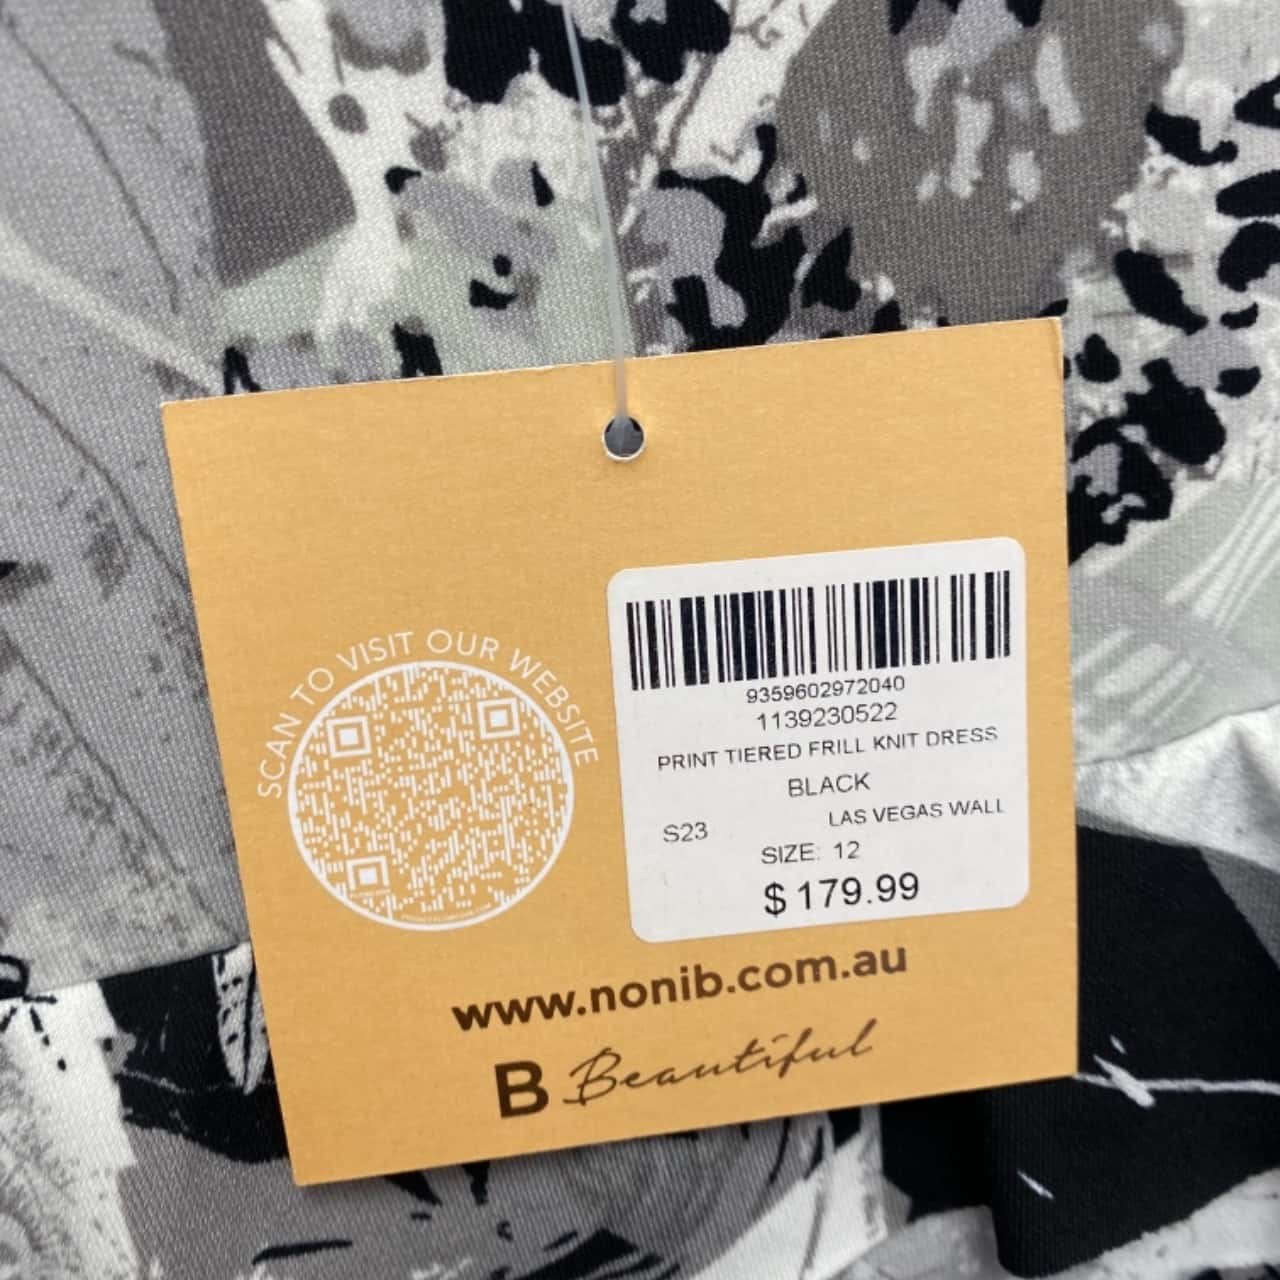 SCAN TO VISIT OUR WEBSITE
9359602972040
1139230522
PRINT TIERED FRILL KNIT DRESS
BLACK
S23 LAS VEGAS WALL
SIZE: 12
$179.99
www.nonib.com.au
B Beautiful